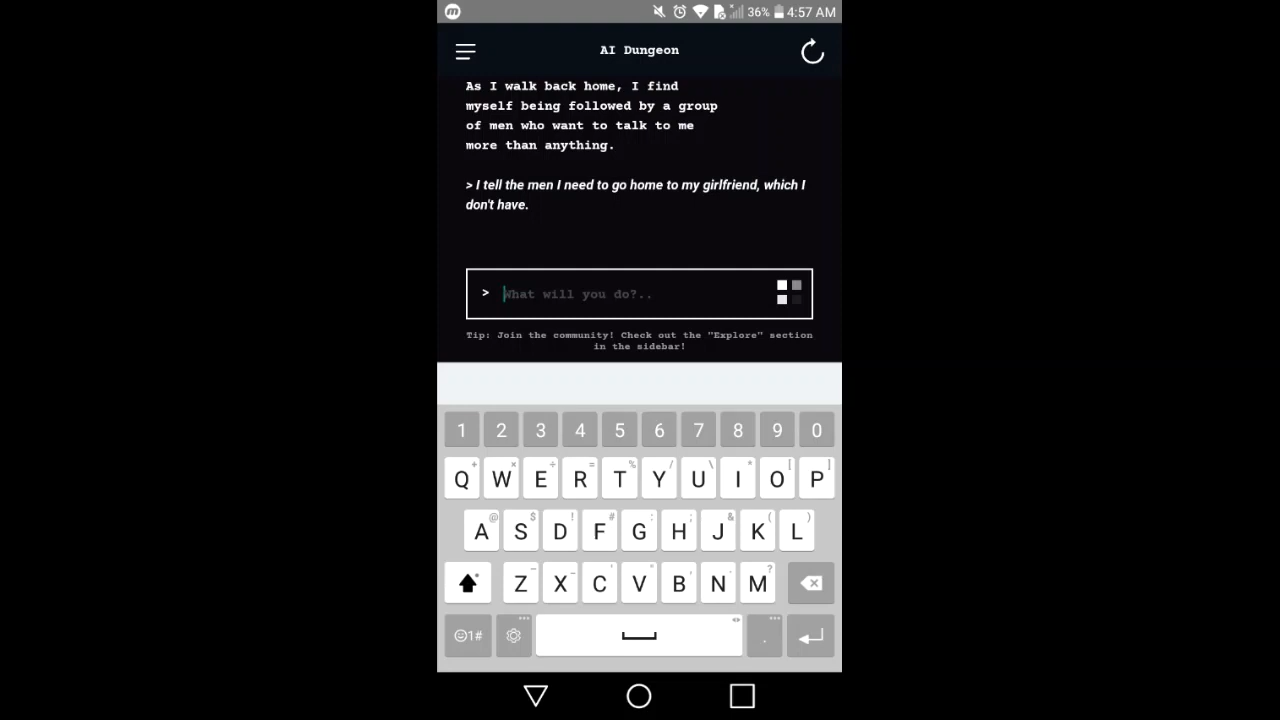 36% 4:57 AM
AI Dungeon
As I walk back home, I find
myself being followed by a group
of men who want to talk to me
more than anything.
> I tell the men I need to go home to my girlfriend, which I
don't have.
> What will you do?..
Tip: Join the community! Check out the "Explore" section
in the sidebar!
1 2 3 4 5 6 7 8 9 0
+ × ÷ = % / \ * [ ]
Q W E R T Y U I O P
@ $ ! # : ; & ( )
A S D F G H J K L
Z X C V B N M ?
1# .